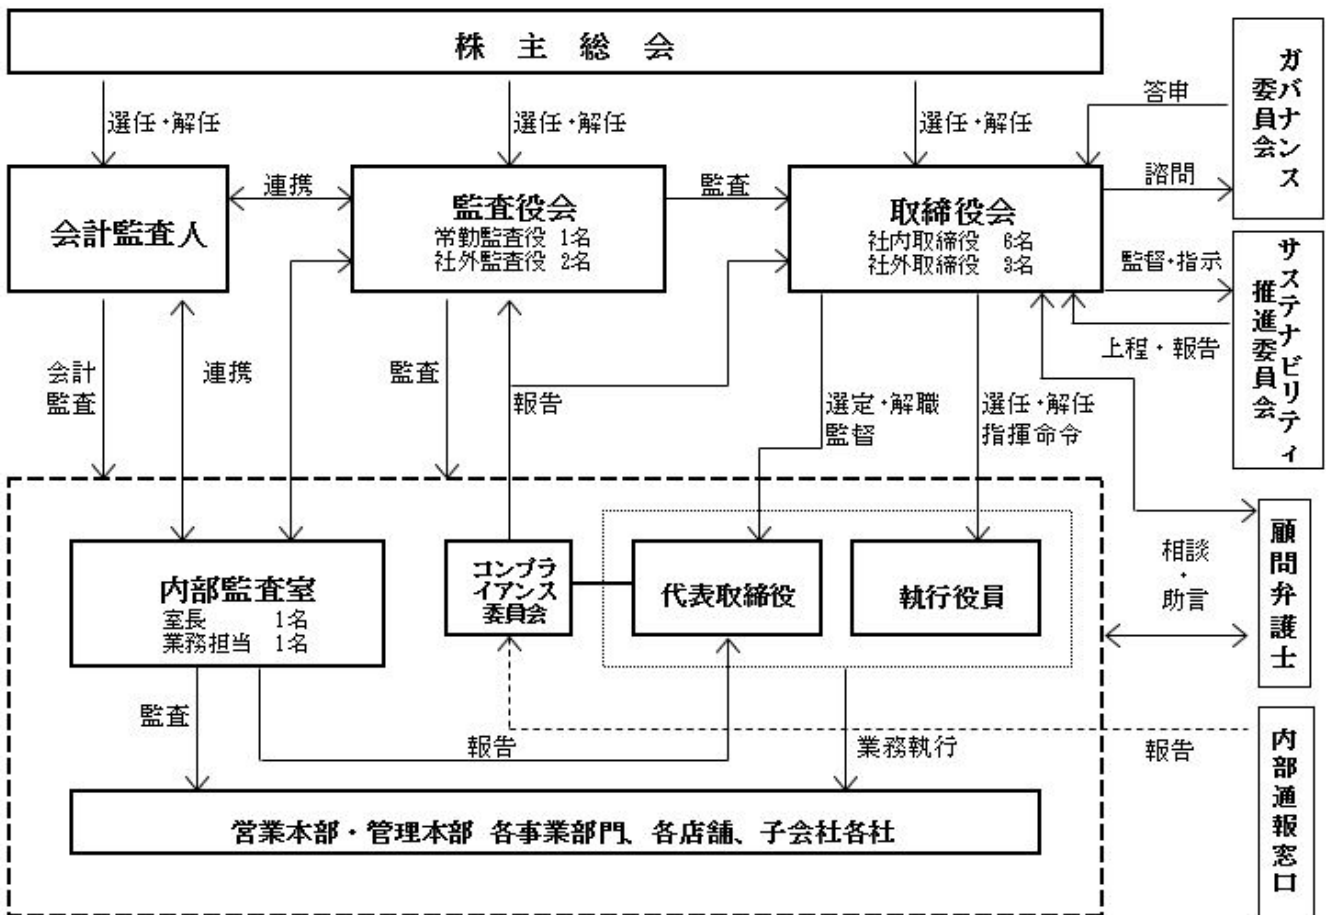 株主総会
ガバナンス
委員会
答申
選任・解任
選任・解任
選任・解任
諮問
会計監査人
連携
監査役会
常勤監査役 1名
社外監査役 2名
監査
取締役会
社内取締役 6名
社外取締役 3名
サステナビリティ
推進委員会
監督・指示
上程・報告
会計
監査
連携
監査
報告
選定・解職
監督
選任・解任
指揮命令
内部監査室
室長 1名
業務担当 1名
コンプラ
イアンス
委員会
代表取締役
執行役員
相談
・
助言
顧問弁護士
監査
報告
業務執行
報告
内部通報窓口
営業本部・管理本部 各事業部門、各店舗、子会社各社